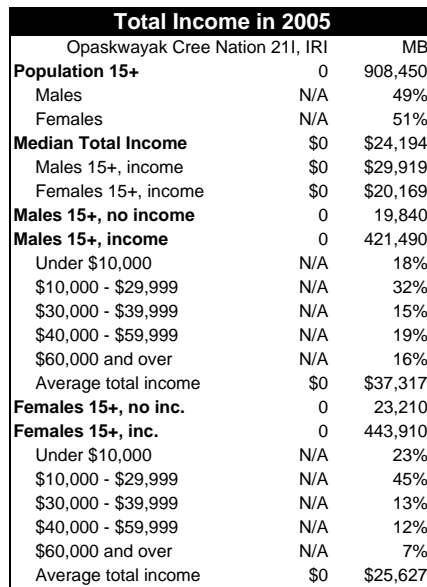 Total Income in 2005
Opaskwayak Cree Nation 21I, IRI MB
Population 15+ 0 908,450
Males N/A 49%
Females N/A 51%
Median Total Income $0 $24,194
Males 15+, income $0 $29,919
Females 15+, income $0 $20,169
Males 15+, no income 0 19,840
Males 15+, income 0 421,490
Under $10,000 N/A 18%
$10,000 - $29,999 N/A 32%
$30,000 - $39,999 N/A 15%
$40,000 - $59,999 N/A 19%
$60,000 and over N/A 16%
Average total income $0 $37,317
Females 15+, no inc. 0 23,210
Females 15+, inc. 0 443,910
Under $10,000 N/A 23%
$10,000 - $29,999 N/A 45%
$30,000 - $39,999 N/A 13%
$40,000 - $59,999 N/A 12%
$60,000 and over N/A 7%
Average total income $0 $25,627